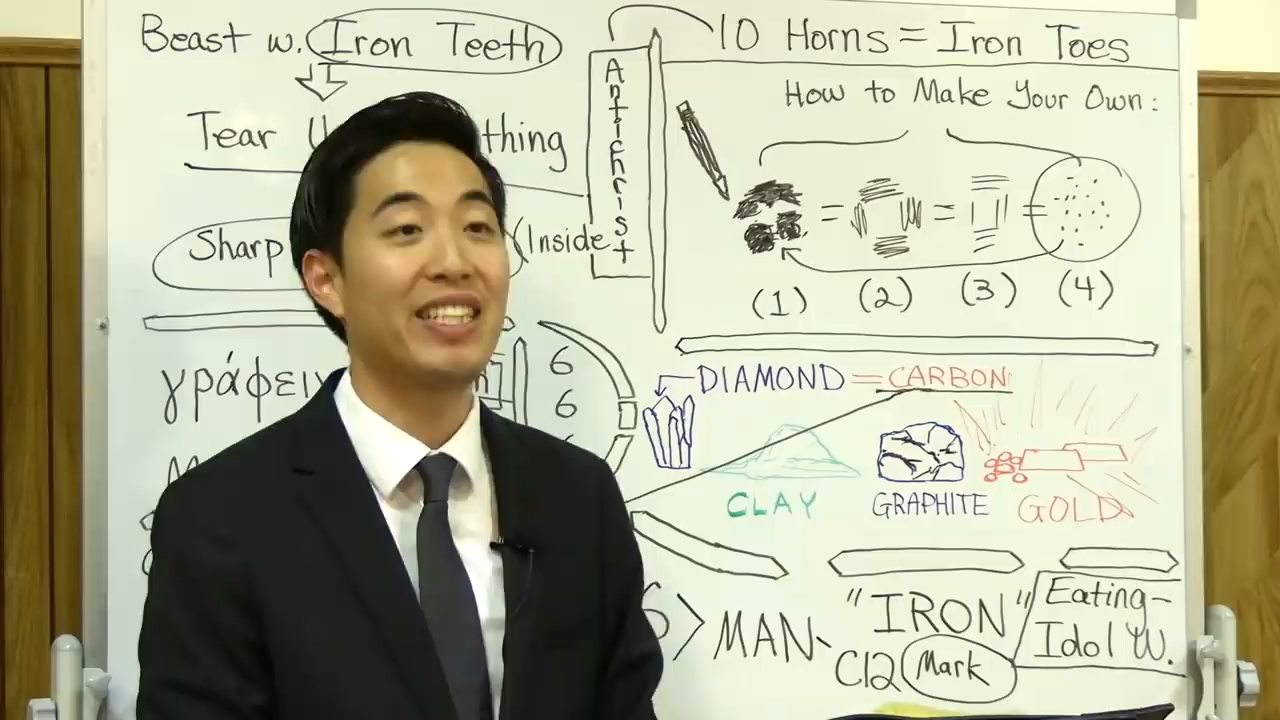 Beast w. Iron Teeth
Tear U thing
Sharp (Inside
Antichrist
10 Horns = Iron Toes
How to Make Your Own:
= = =
(1) (2) (3) (4)
γράφειν
6
6
DIAMOND = CARBON
CLAY
GRAPHITE
GOLD
6 > MAN
"IRON"
C12 Mark
Eating-
Idol W.